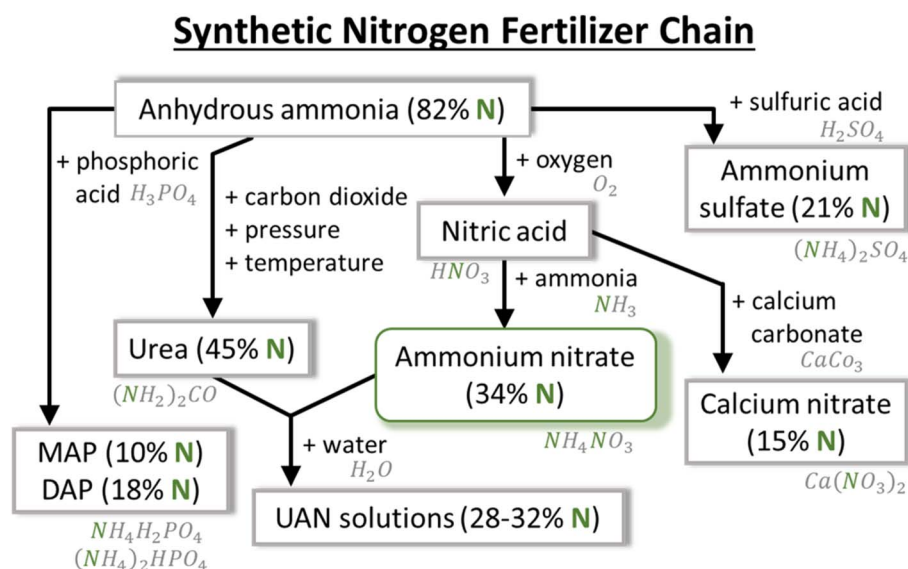 Synthetic Nitrogen Fertilizer Chain
Anhydrous ammonia (82% N)
+ phosphoric
acid H₃PO₄
+ carbon dioxide
+ pressure
+ temperature
+ oxygen
O₂
+ sulfuric acid
H₂SO₄
Ammonium
sulfate (21% N)
(NH₄)₂SO₄
Nitric acid
HNO₃
+ ammonia
NH₃
+ calcium
carbonate
CaCo₃
Urea (45% N)
(NH₂)₂CO
Ammonium nitrate
(34% N)
NH₄NO₃
Calcium nitrate
(15% N)
Ca(NO₃)₂
MAP (10% N)
DAP (18% N)
NH₄H₂PO₄
(NH₄)₂HPO₄
+ water
H₂O
UAN solutions (28-32% N)